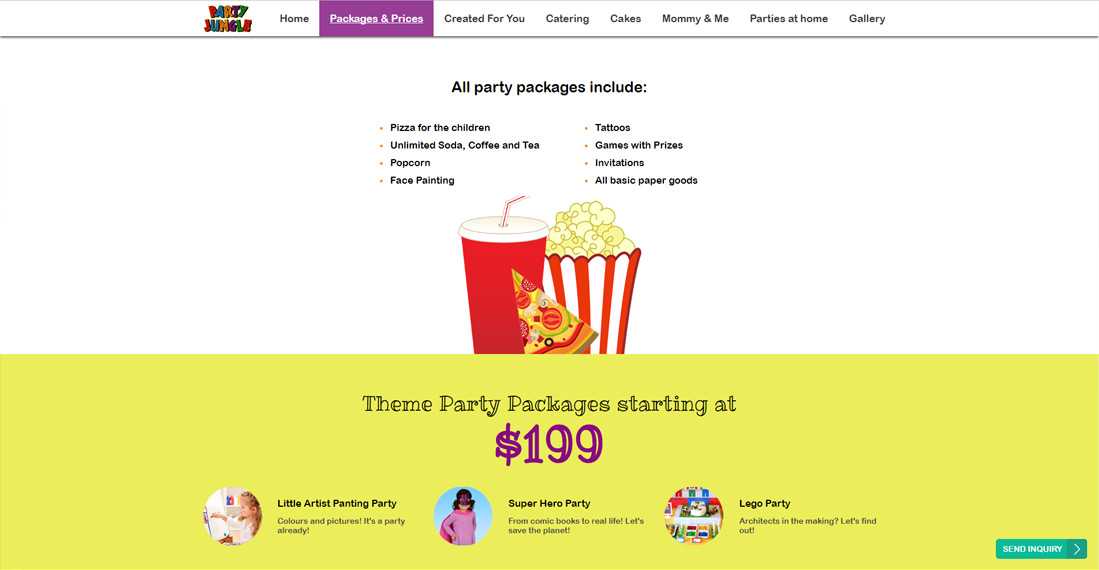 PARTY
JUNGLE
Home
Packages & Prices
Created For You
Catering
Cakes
Mommy & Me
Parties at home
Gallery
All party packages include:
Pizza for the children
Unlimited Soda, Coffee and Tea
Popcorn
Face Painting
Tattoos
Games with Prizes
Invitations
All basic paper goods
Theme Party Packages starting at
$199
Little Artist Panting Party
Colours and pictures! It's a party
already!
Super Hero Party
From comic books to real life! Let's
save the planet!
Lego Party
Architects in the making? Let's find
out!
SEND INQUIRY